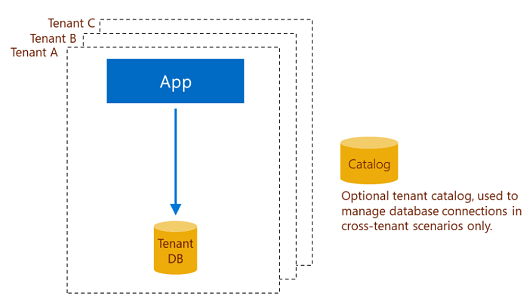 Tenant C
Tenant B
Tenant A
App
Tenant
DB
Catalog
Optional tenant catalog, used to
manage database connections in
cross-tenant scenarios only.